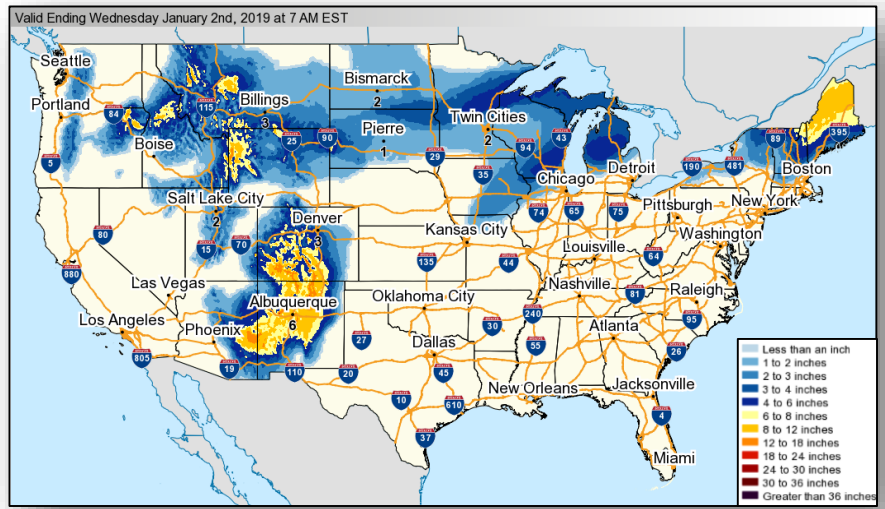 Valid Ending Wednesday January 2nd, 2019 at 7 AM EST
Seattle
Bismarck
2
Portland
84
115
Billings
3
Twin Cities
2
43
89
395
Pierre
1
25
90
94
Boise
5
29
35
190
481
Boston
Chicago
Detroit
Salt Lake City
2
74
65
75
Pittsburgh
New York
Denver
3
80
15
70
Kansas City
Washington
135
44
Louisville
64
880
Las Vegas
Albuquerque
6
Oklahoma City
Nashville
81
Raleigh
Los Angeles
Phoenix
240
95
30
Atlanta
27
Dallas
55
26
805
19
110
20
45
New Orleans
Jacksonville
10
610
4
37
Miami
Less than an inch
1 to 2 inches
2 to 3 inches
3 to 4 inches
4 to 6 inches
6 to 8 inches
8 to 12 inches
12 to 18 inches
18 to 24 inches
24 to 30 inches
30 to 36 inches
Greater than 36 inches